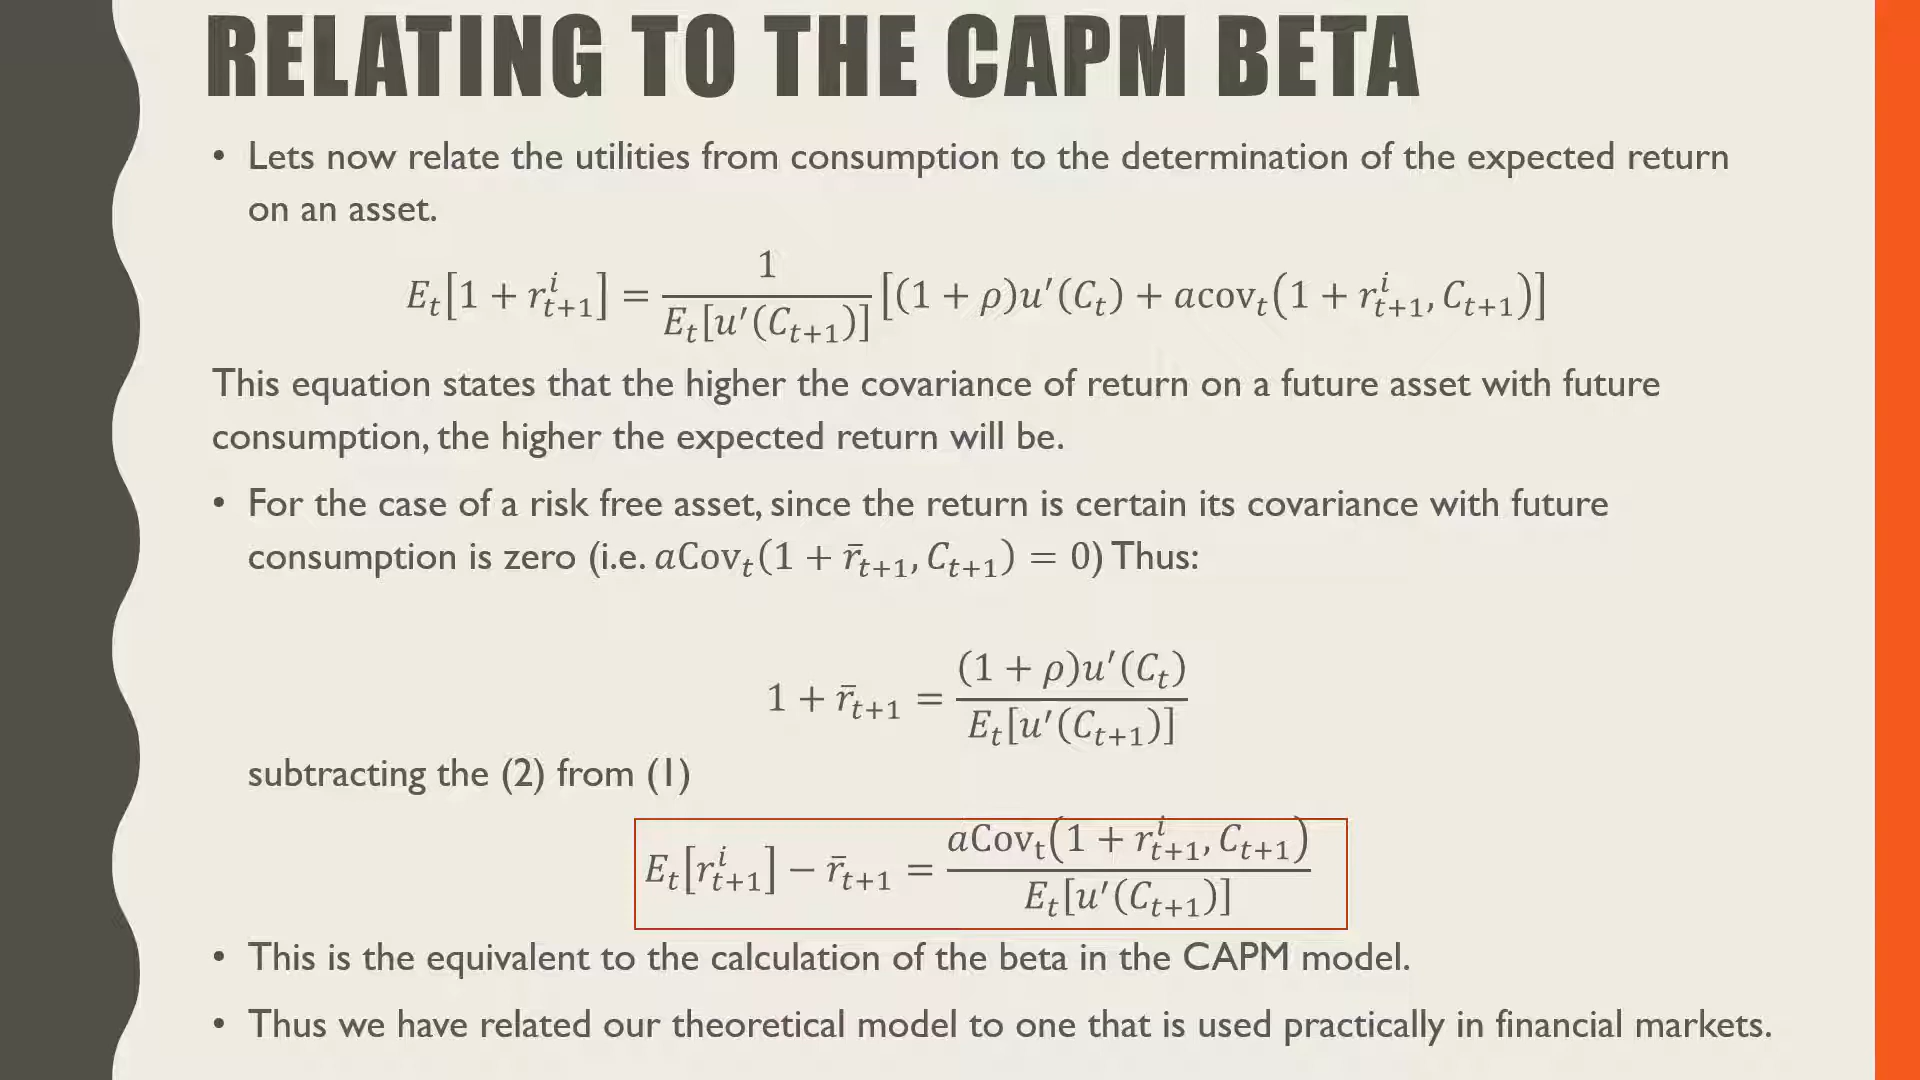 RELATING TO THE CAPM BETA
• Lets now relate the utilities from consumption to the determination of the expected return
on an asset.
E_t[1 + r^i_{t+1}] = \frac{1}{E_t[u′(C_{t+1})]} [(1 + ρ)u′(C_t) + acov_t(1 + r^i_{t+1}, C_{t+1})]
This equation states that the higher the covariance of return on a future asset with future
consumption, the higher the expected return will be.
• For the case of a risk free asset, since the return is certain its covariance with future
consumption is zero (i.e. aCov_t(1 + r̄_{t+1}, C_{t+1}) = 0) Thus:
1 + r̄_{t+1} = \frac{(1 + ρ)u′(C_t)}{E_t[u′(C_{t+1})]}
subtracting the (2) from (1)
E_t[r^i_{t+1}] − r̄_{t+1} = \frac{aCov_t(1 + r^i_{t+1}, C_{t+1})}{E_t[u′(C_{t+1})]}
• This is the equivalent to the calculation of the beta in the CAPM model.
• Thus we have related our theoretical model to one that is used practically in financial markets.